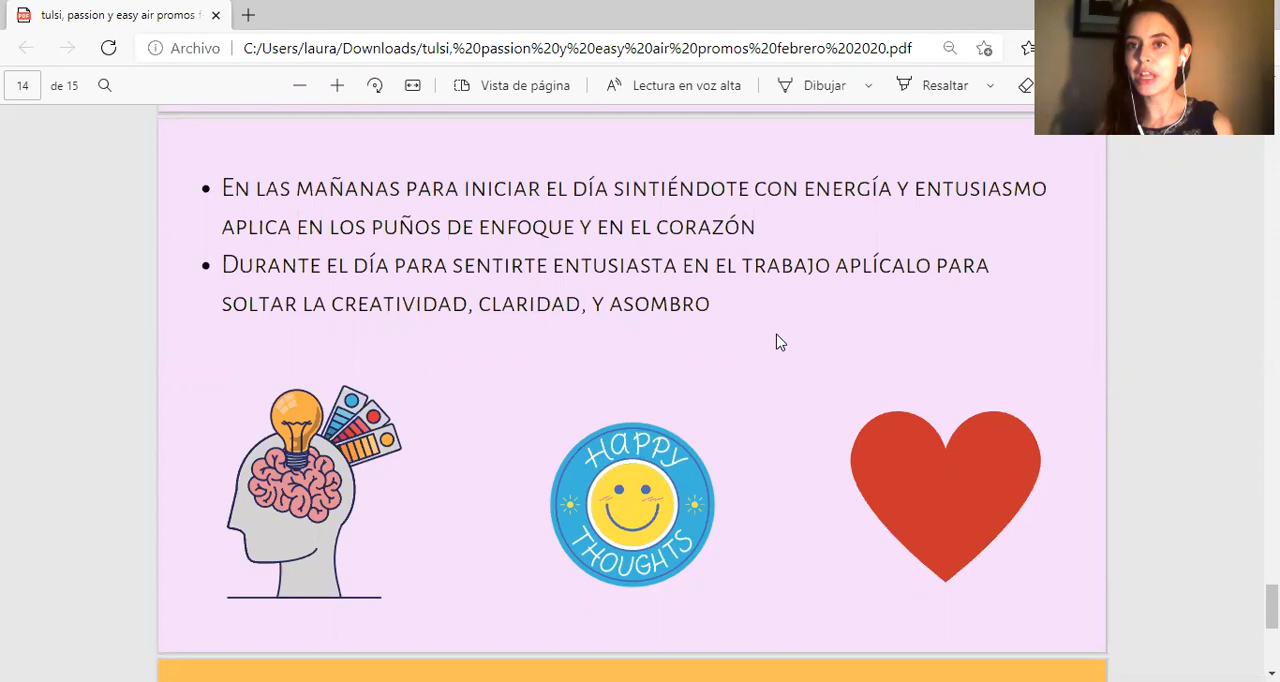 tulsi, passion y easy air promos f
Archivo
C:/Users/laura/Downloads/tulsi,%20passion%20y%20easy%20air%20promos%20febrero%202020.pdf
14
de 15
Vista de página
Lectura en voz alta
Dibujar
Resaltar
• En las mañanas para iniciar el día sintiéndote con energía y entusiasmo
aplica en los puños de enfoque y en el corazón
• Durante el día para sentirte entusiasta en el trabajo aplícalo para
soltar la creatividad, claridad, y asombro
HAPPY
THOUGHTS